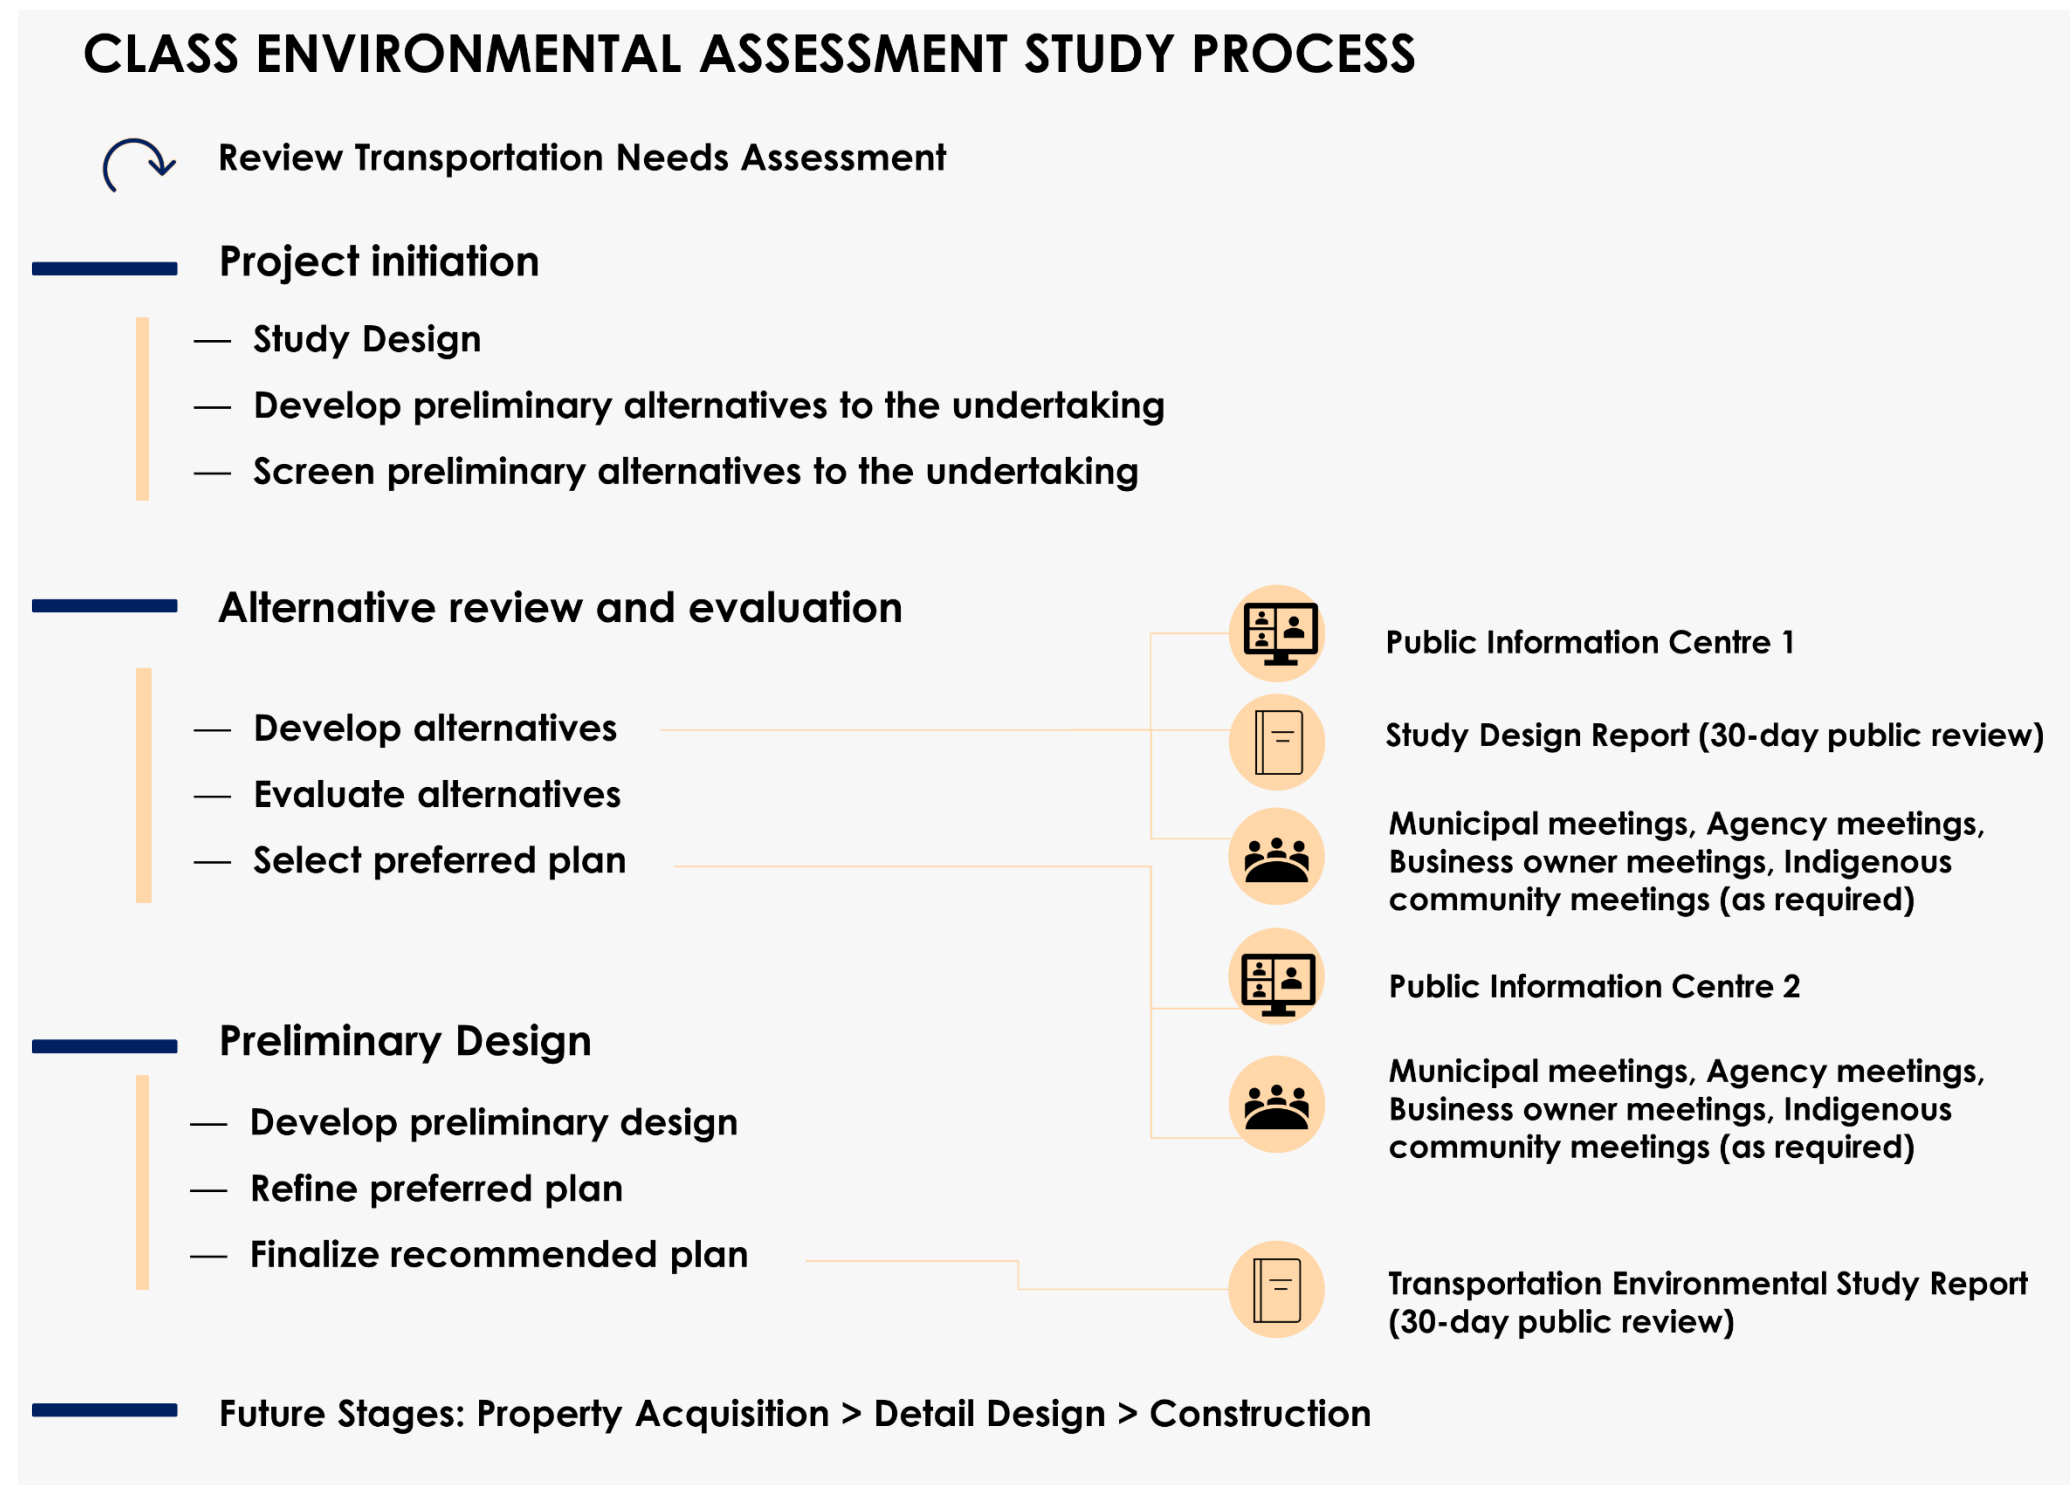 CLASS ENVIRONMENTAL ASSESSMENT STUDY PROCESS
Review Transportation Needs Assessment
Project initiation
— Study Design
— Develop preliminary alternatives to the undertaking
— Screen preliminary alternatives to the undertaking
Alternative review and evaluation
— Develop alternatives
— Evaluate alternatives
— Select preferred plan
Public Information Centre 1
Study Design Report (30-day public review)
Municipal meetings, Agency meetings,
Business owner meetings, Indigenous
community meetings (as required)
Public Information Centre 2
Municipal meetings, Agency meetings,
Business owner meetings, Indigenous
community meetings (as required)
Preliminary Design
— Develop preliminary design
— Refine preferred plan
— Finalize recommended plan
Transportation Environmental Study Report
(30-day public review)
Future Stages: Property Acquisition > Detail Design > Construction